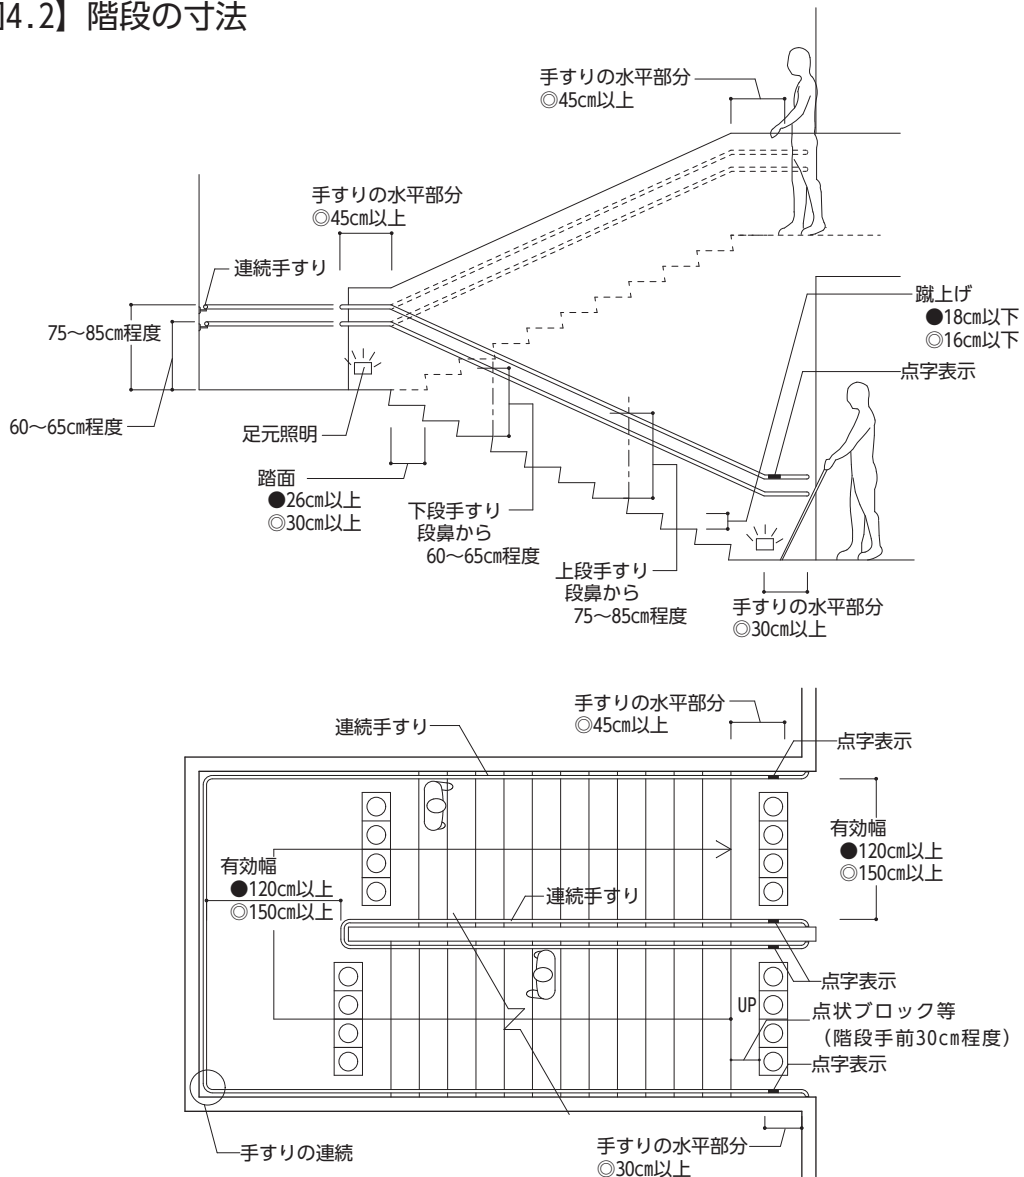 図4.2】階段の寸法
手すりの水平部分
◎45cm以上
手すりの水平部分
◎45cm以上
連続手すり
75～85cm程度
60～65cm程度
足元照明
踏面
●26cm以上
◎30cm以上
下段手すり
段鼻から
60～65cm程度
上段手すり
段鼻から
75～85cm程度
蹴上げ
●18cm以下
◎16cm以下
点字表示
手すりの水平部分
◎30cm以上
手すりの水平部分
◎45cm以上
連続手すり
点字表示
有効幅
●120cm以上
◎150cm以上
有効幅
●120cm以上
◎150cm以上
連続手すり
点字表示
UP
点状ブロック等
(階段手前30cm程度)
点字表示
手すりの連続
手すりの水平部分
◎30cm以上